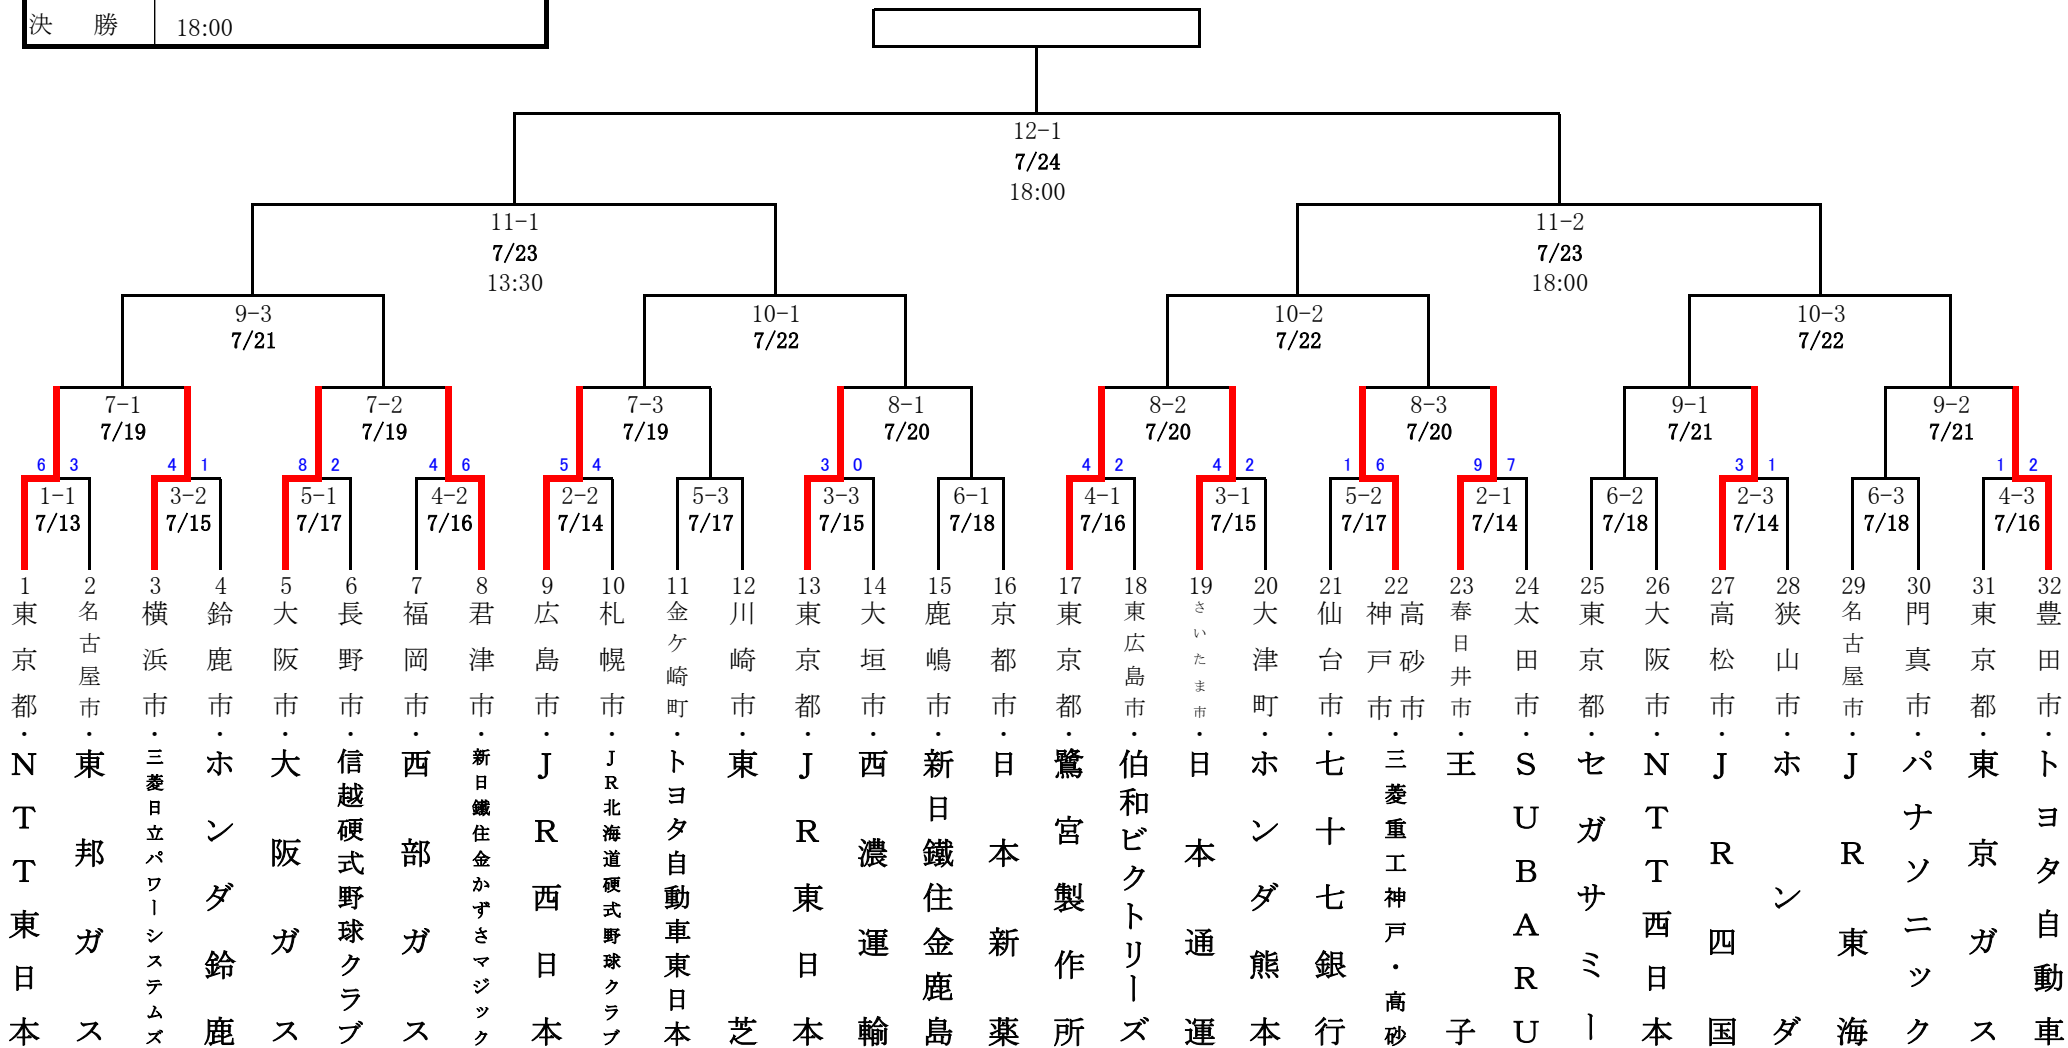 決　勝 18:00
12-1
7/24
18:00
11-1 11-2
7/23 7/23
13:30 18:00
9-3 10-1 10-2 10-3
7/21 7/22 7/22 7/22
7-1 7-2 7-3 8-1 8-2 8-3 9-1 9-2
7/19 7/19 7/19 7/20 7/20 7/20 7/21 7/21
6 3 4 1 8 2 4 6 5 4 3 0 4 2 4 2 1 6 9 7 3 1 1 2
1-1 3-2 5-1 4-2 2-2 5-3 3-3 6-1 4-1 3-1 5-2 2-1 6-2 2-3 6-3 4-3
7/13 7/15 7/17 7/16 7/14 7/17 7/15 7/18 7/16 7/15 7/17 7/14 7/18 7/14 7/18 7/16
1 東京都・NTT東日本
2 名古屋市・東邦ガス
3 横浜市・三菱日立パワーシステムズ
4 鈴鹿市・ホンダ鈴鹿
5 大阪市・大阪ガス
6 長野市・信越硬式野球クラブ
7 福岡市・西部ガス
8 君津市・新日鐵住金かずさマジック
9 広島市・JR西日本
10 札幌市・JR北海道硬式野球クラブ
11 金ケ崎町・トヨタ自動車東日本
12 川崎市・東芝
13 東京都・JR東日本
14 大垣市・西濃運輸
15 鹿嶋市・新日鐵住金鹿島
16 京都市・日本新薬
17 東京都・鷺宮製作所
18 東広島市・伯和ビクトリーズ
19 さいたま市・日本通運
20 大津町・ホンダ熊本
21 仙台市・七十七銀行
22 神戸市 高砂市・三菱重工神戸・高砂
23 春日井市・王子
24 太田市・SUBARU
25 東京都・セガサミー
26 大阪市・NTT西日本
27 高松市・JR四国
28 狭山市・ホンダ
29 名古屋市・JR東海
30 門真市・パナソニック
31 東京都・東京ガス
32 豊田市・トヨタ自動車